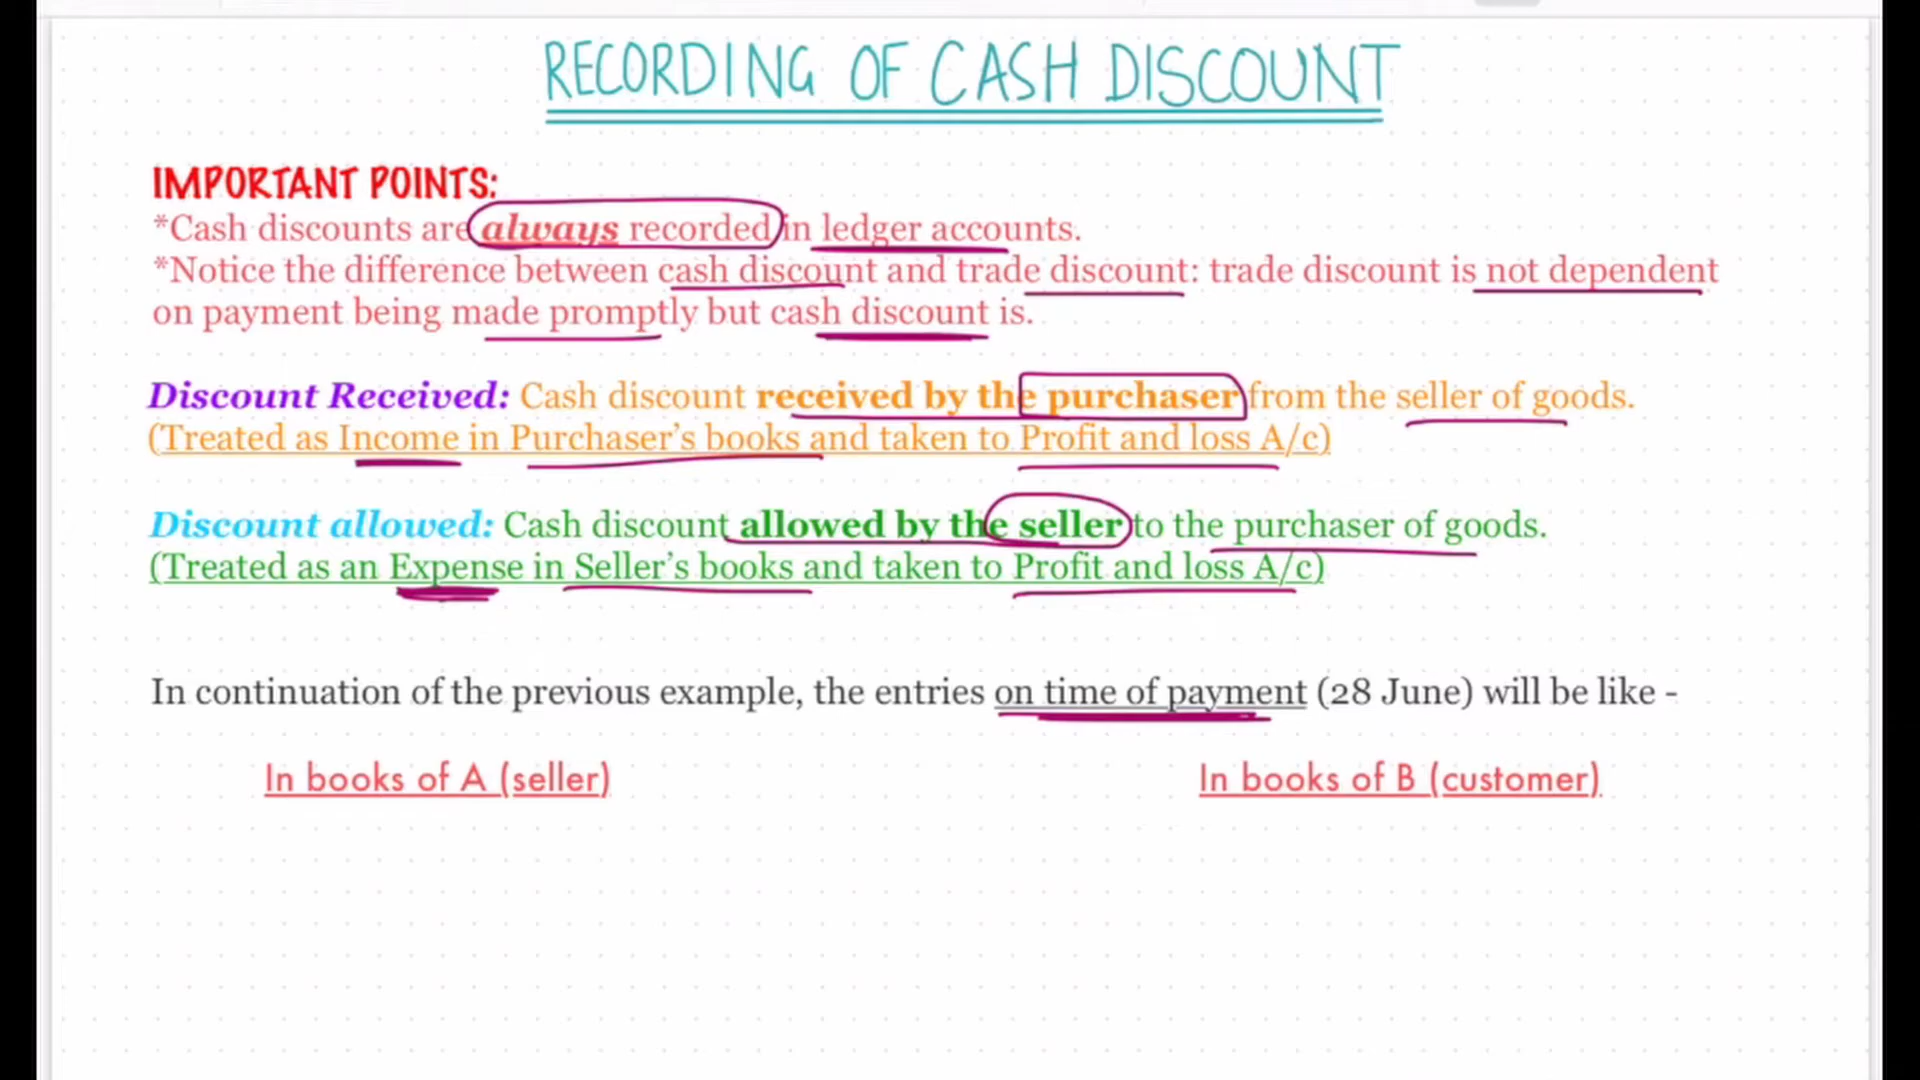 RECORDING OF CASH DISCOUNT
IMPORTANT POINTS:
*Cash discounts are always recorded in ledger accounts.
*Notice the difference between cash discount and trade discount: trade discount is not dependent
on payment being made promptly but cash discount is.
Discount Received: Cash discount received by the purchaser from the seller of goods.
(Treated as Income in Purchaser's books and taken to Profit and loss A/c)
Discount allowed: Cash discount allowed by the seller to the purchaser of goods.
(Treated as an Expense in Seller's books and taken to Profit and loss A/c)
In continuation of the previous example, the entries on time of payment (28 June) will be like -
In books of A (seller)
In books of B (customer)